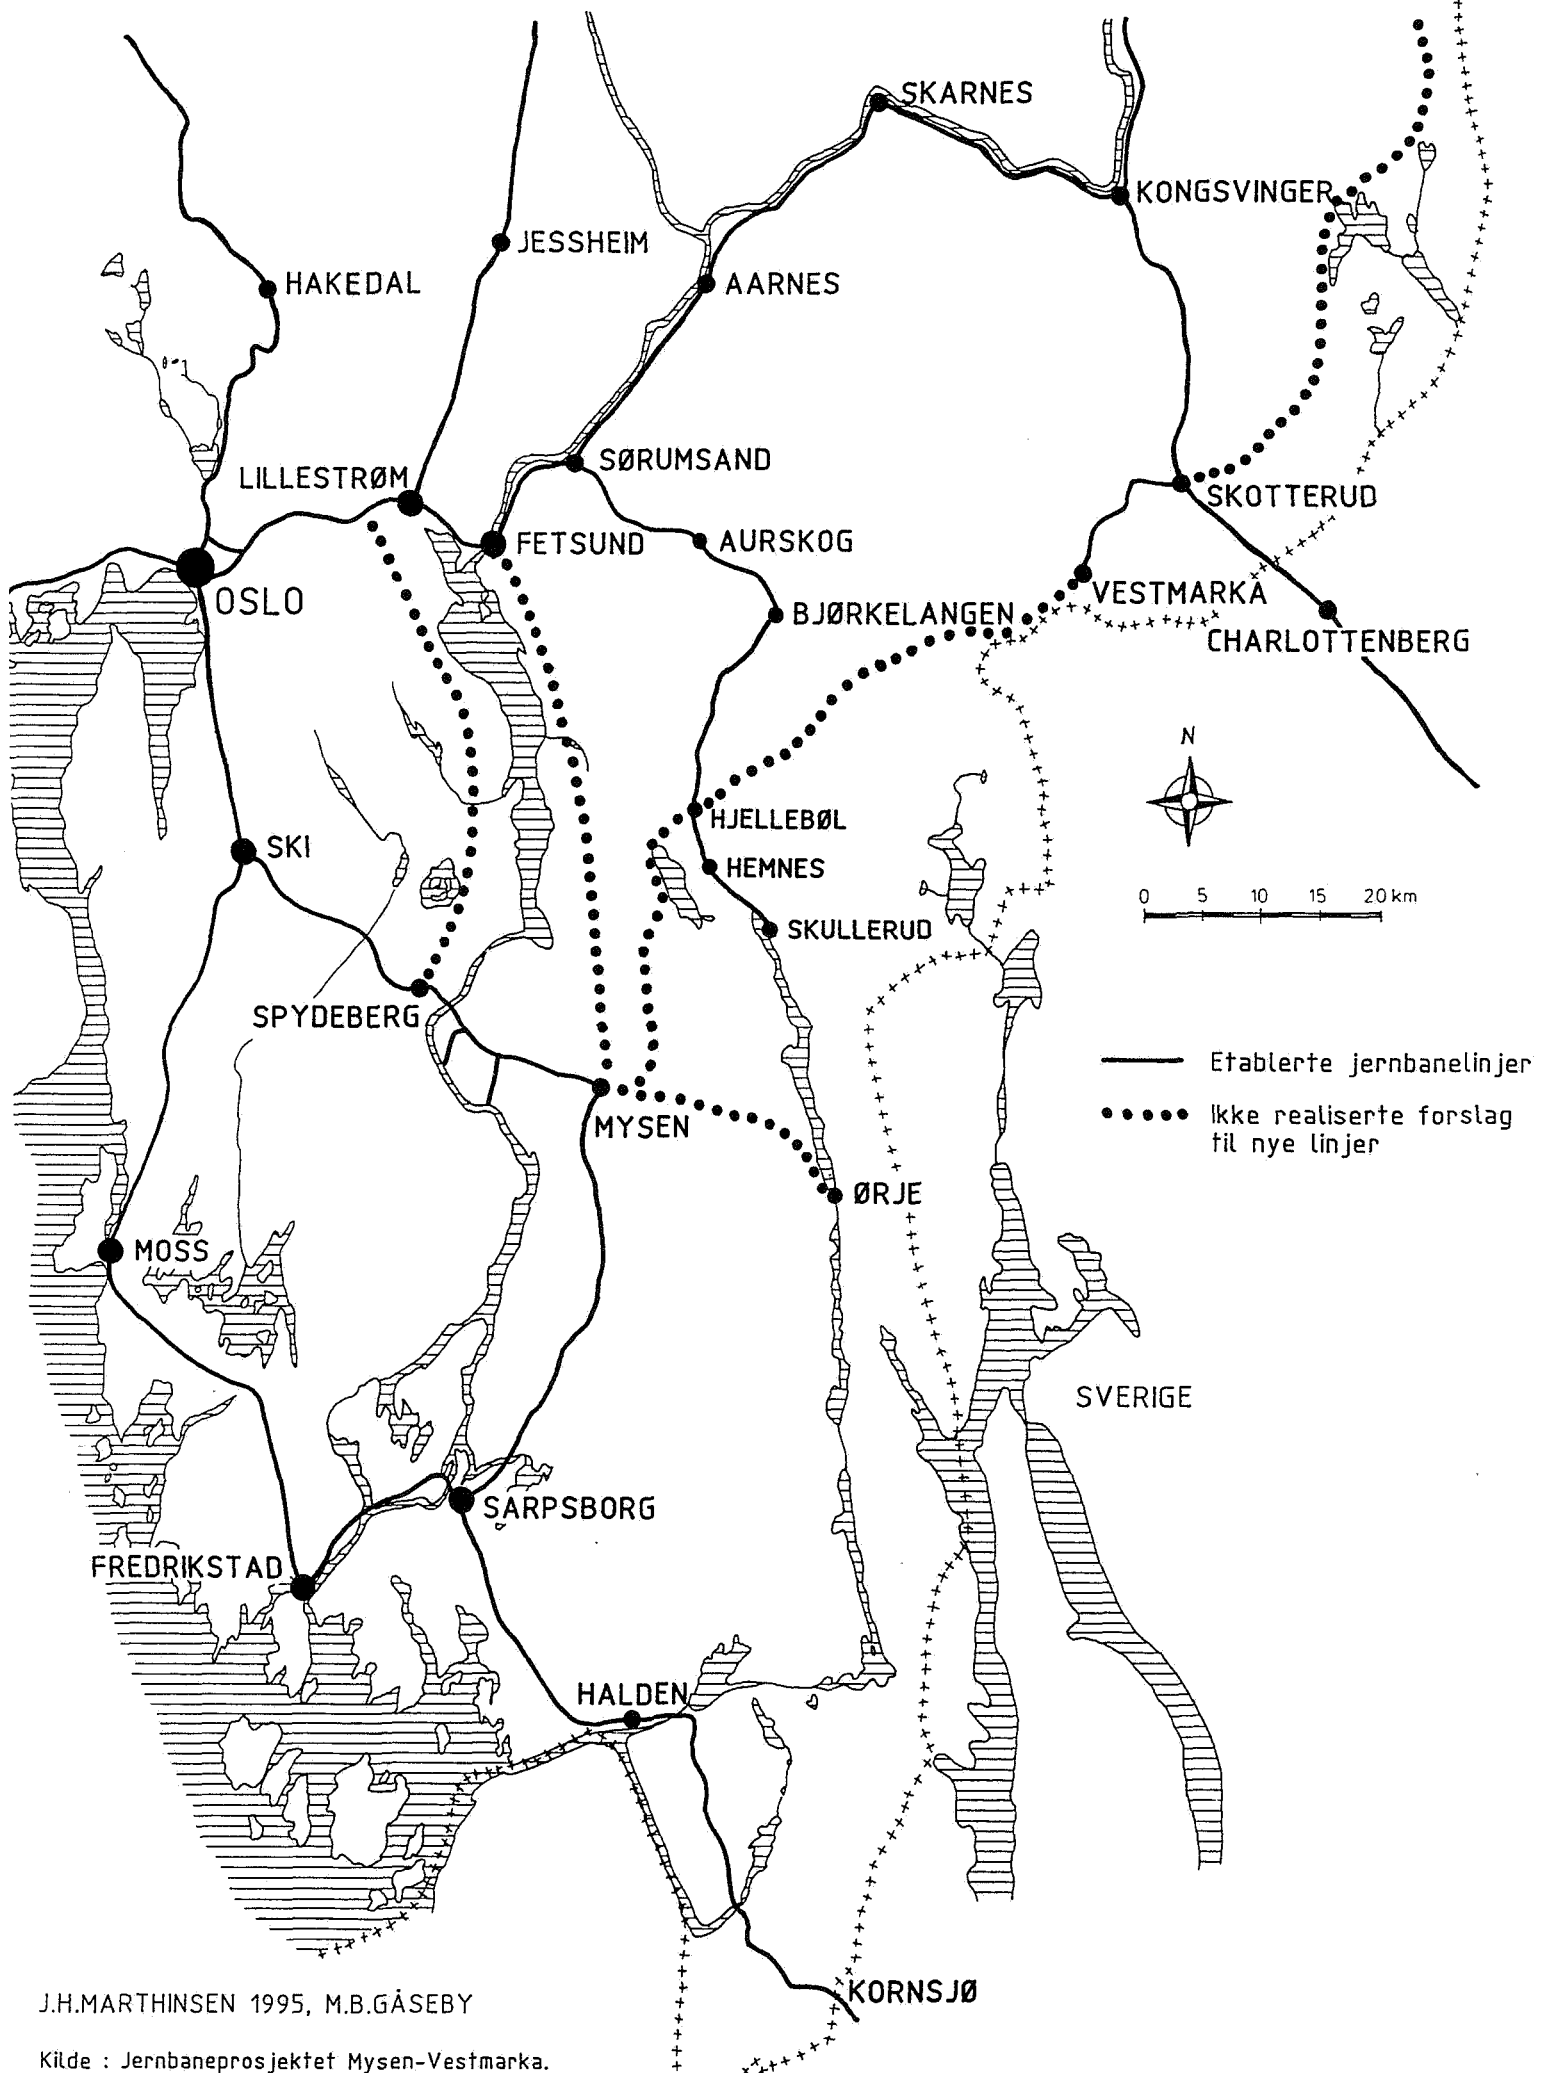 SKARNES
KONGSVINGER
JESSHEIM
HAKEDAL
AARNES
SØRUMSAND
LILLESTRØM
SKOTTERUD
FETSUND
AURSKOG
OSLO
VESTMARKA
BJØRKELANGEN
CHARLOTTENBERG
N
HJELLEBØL
SKI
HEMNES
0 5 10 15 20 km
SKULLERUD
SPYDEBERG
Etablerte jernbanelinjer
Ikke realiserte forslag
til nye linjer
MYSEN
ØRJE
MOSS
SVERIGE
SARPSBORG
FREDRIKSTAD
HALDEN
KORNSJØ
J.H.MARTHINSEN 1995, M.B.GÅSEBY
Kilde : Jernbaneprosjektet Mysen-Vestmarka.